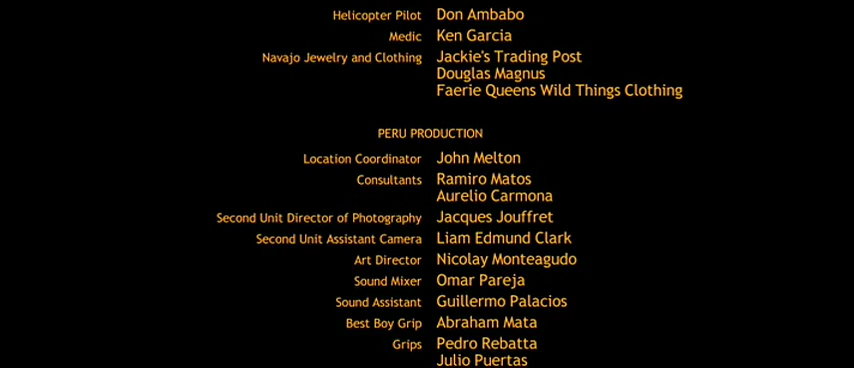 Helicopter Pilot Don Ambabo
Medic Ken Garcia
Navajo Jewelry and Clothing Jackie's Trading Post
Douglas Magnus
Faerie Queens Wild Things Clothing
PERU PRODUCTION
Location Coordinator John Melton
Consultants Ramiro Matos
Aurelio Carmona
Second Unit Director of Photography Jacques Jouffret
Second Unit Assistant Camera Liam Edmund Clark
Art Director Nicolay Monteagudo
Sound Mixer Omar Pareja
Sound Assistant Guillermo Palacios
Best Boy Grip Abraham Mata
Grips Pedro Rebatta
Julio Puertas